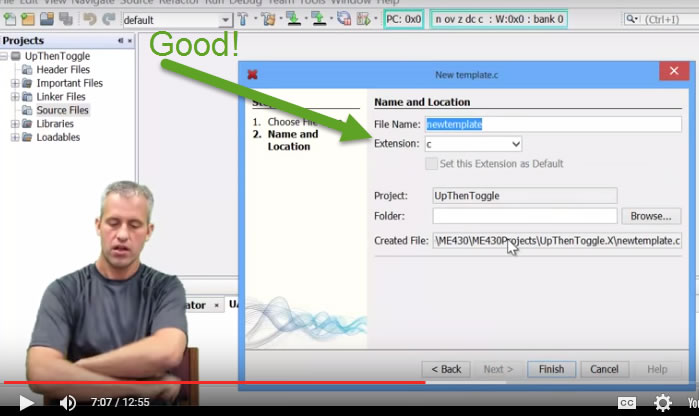 File Edit View Navigate Source Refactor Run Debug Team Tools Window Help
default
PC: 0x0
n ov z dc c : W:0x0 : bank 0
(Ctrl+I)
Projects
Good!
UpThenToggle
Header Files
Important Files
Linker Files
Source Files
Libraries
Loadables
New template.c
Name and Location
1. Choose File
2. Name and
Location
File Name: newtemplate
Extension: c
Set this Extension as Default
Project: UpThenToggle
Folder:
Browse...
Created File: \ME430\ME430Projects\UpThenToggle.X\newtemplate.c
ator
< Back
Next >
Finish
Cancel
Help
7:07 / 12:55
CC